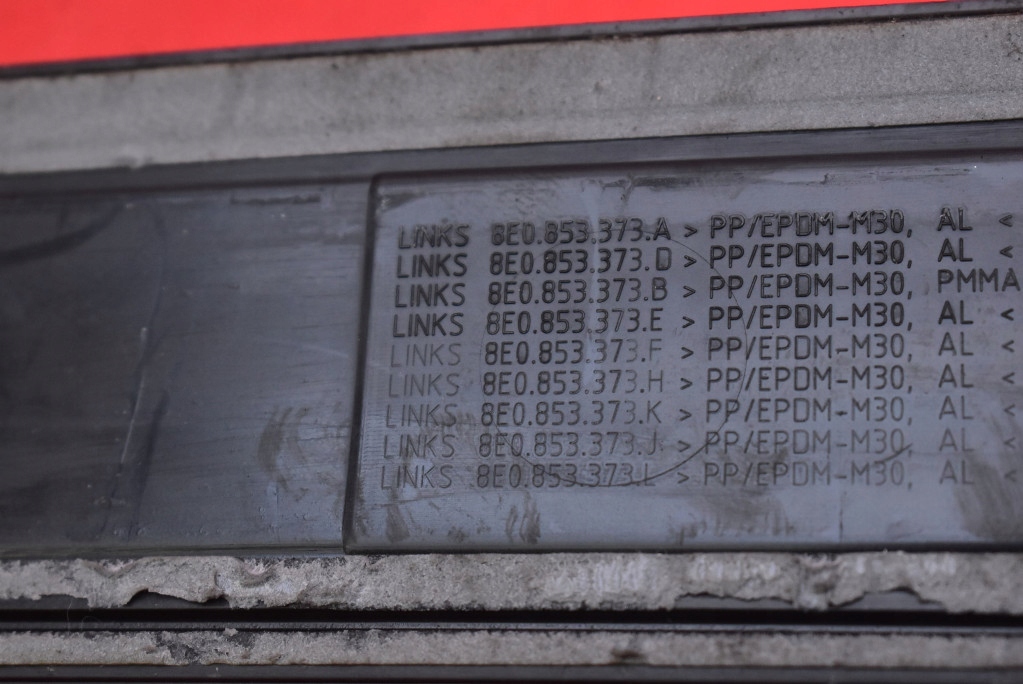 LINKS 8E0.853.373.A > PP/EPDM-M30, AL <
LINKS 8E0.853.373.D > PP/EPDM-M30, AL <
LINKS 8E0.853.373.B > PP/EPDM-M30, PMMA
LINKS 8E0.853.373.E > PP/EPDM-M30, AL <
LINKS 8E0.853.373.F > PP/EPDM-M30, AL <
LINKS 8E0.853.373.H > PP/EPDM-M30, AL <
LINKS 8E0.853.373.K > PP/EPDM-M30, AL <
LINKS 8E0.853.373.J > PP/EPDM-M30, AL <
LINKS 8E0.853.373.L > PP/EPDM-M30, AL <